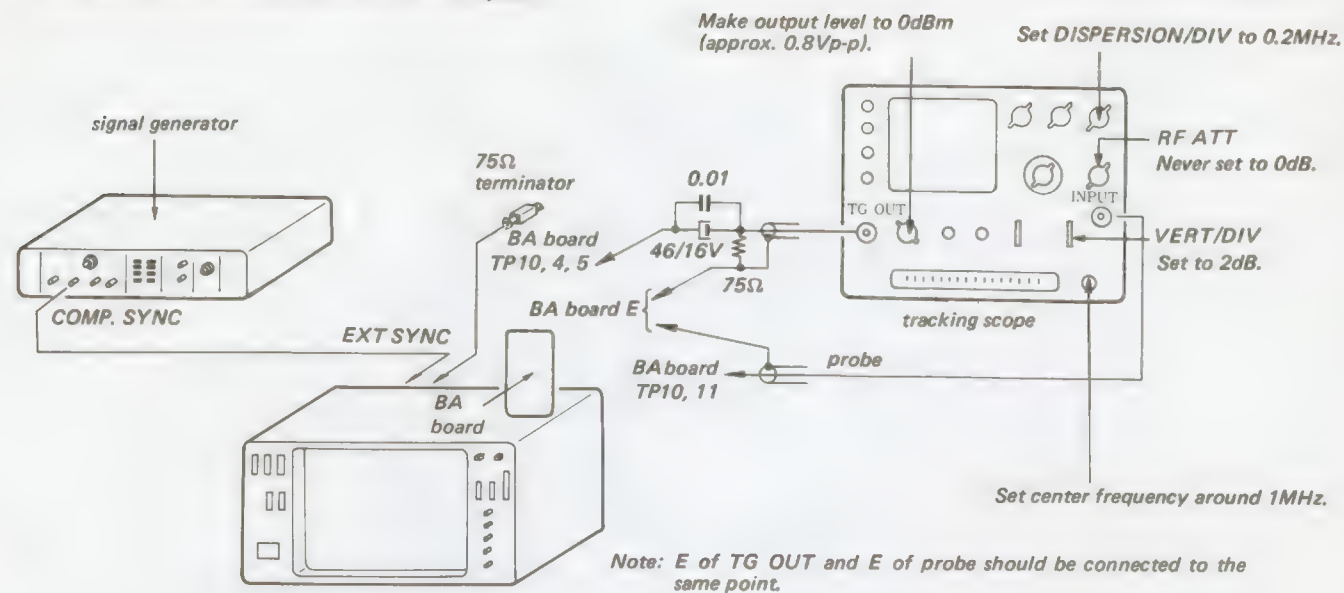 Make output level to 0dBm
(approx. 0.8Vp-p).
Set DISPERSION/DIV to 0.2MHz.
signal generator
75Ω
terminator
0.01
RF ATT
Never set to 0dB.
INPUT
TG OUT
BA board
TP10, 4, 5
46/16V
75Ω
VERT/DIV
Set to 2dB.
COMP. SYNC
BA board E
tracking scope
EXT SYNC
probe
BA board
TP10, 11
BA
board
Set center frequency around 1MHz.
Note: E of TG OUT and E of probe should be connected to the
same point.